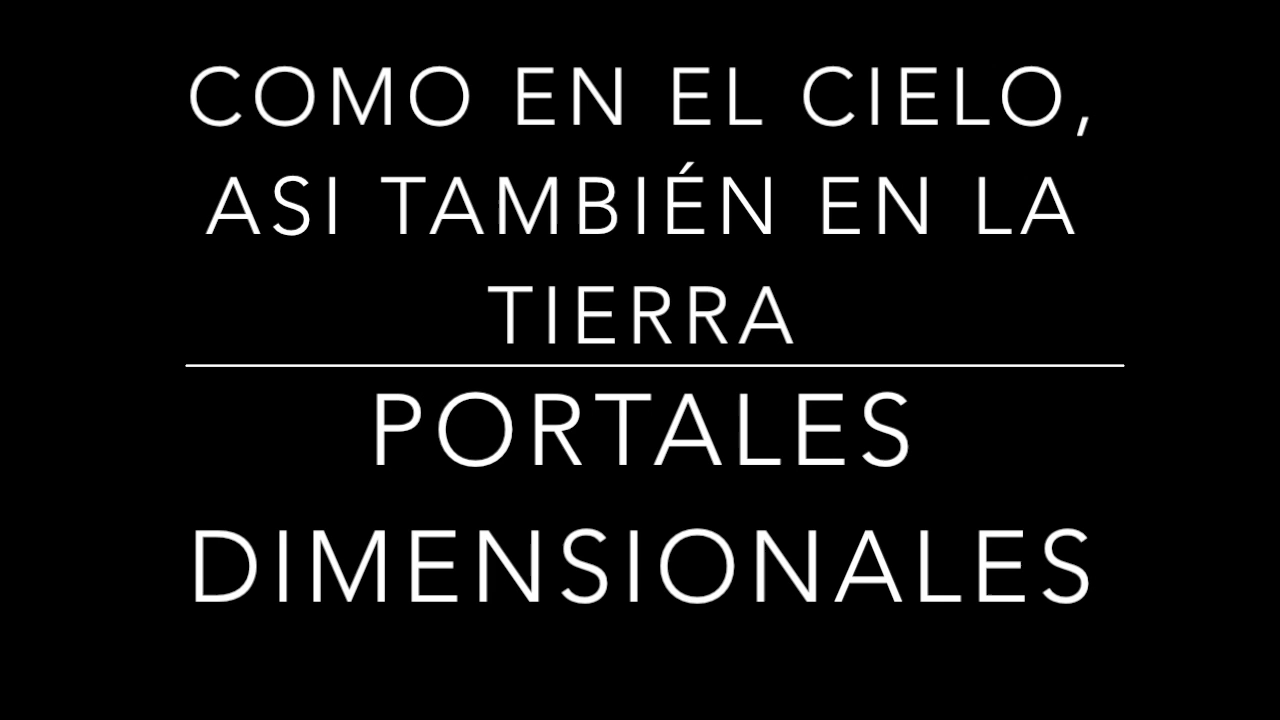 COMO EN EL CIELO,
ASI TAMBIÉN EN LA
TIERRA
PORTALES
DIMENSIONALES